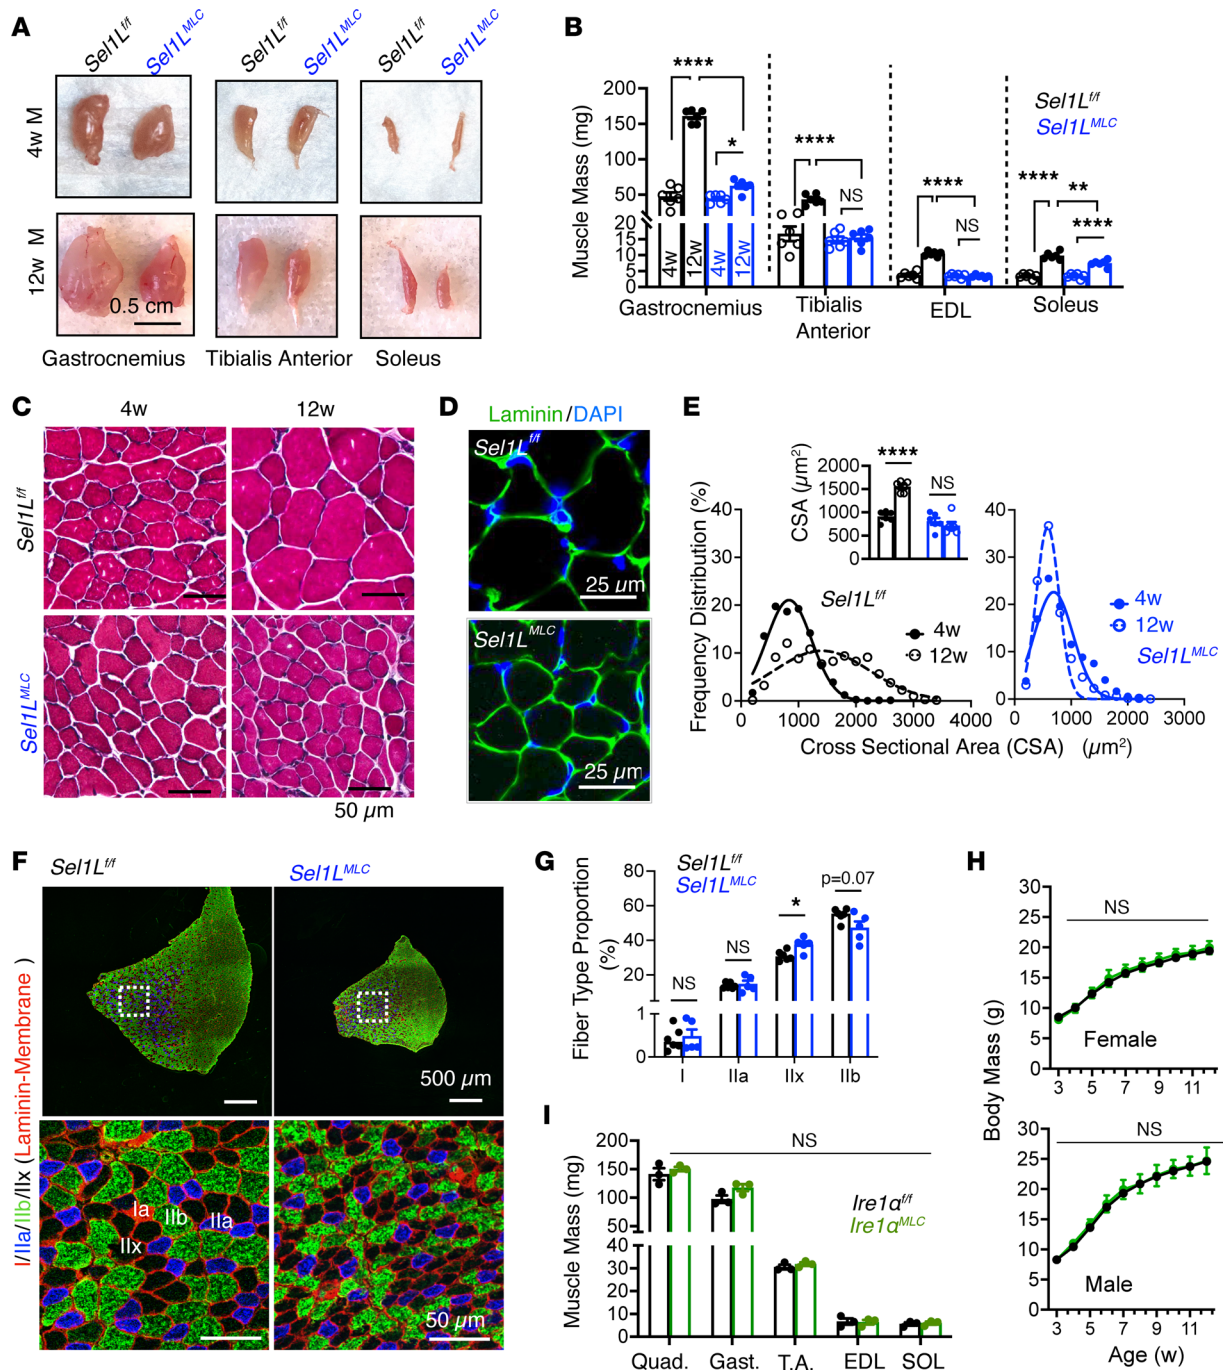 A
Sel1L f/f
Sel1L MLC
Sel1L f/f
Sel1L MLC
Sel1L f/f
Sel1L MLC
4w M
12w M
0.5 cm
Gastrocnemius
Tibialis Anterior
Soleus
B
Muscle Mass (mg)
200
150
100
50
20
15
10
5
0
****
*
****
NS
****
NS
****
**
****
Sel1L f/f
Sel1L MLC
4w
12w
4w
12w
Gastrocnemius
Tibialis
Anterior
EDL
Soleus
C
4w
12w
Sel1L f/f
Sel1L MLC
50 µm
D
Laminin/DAPI
Sel1L f/f
25 µm
Sel1L MLC
25 µm
E
Frequency Distribution (%)
40
30
20
10
0
0
1000
2000
3000
4000
CSA (µm²)
2000
1500
1000
500
0
****
NS
Sel1L f/f
4w
12w
40
30
20
10
0
0
1000
2000
3000
4w
12w
Sel1L MLC
Cross Sectional Area (CSA) (µm²)
F
Sel1L f/f
Sel1L MLC
I/IIa/IIb/IIx (Laminin-Membrane)
500 µm
Ia
IIb
IIa
IIx
50 µm
G
Sel1L f/f
Sel1L MLC
Fiber Type Proportion
(%)
80
60
40
20
1
0
NS
NS
*
p=0.07
I
IIa
IIx
IIb
H
Body Mass (g)
30
25
20
15
10
5
0
NS
Female
3
5
7
9
11
30
25
20
15
10
5
0
NS
Male
3
5
7
9
11
Age (w)
I
Muscle Mass (mg)
200
150
100
50
40
30
20
10
0
NS
Ire1α f/f
Ire1α MLC
Quad.
Gast.
T.A.
EDL
SOL